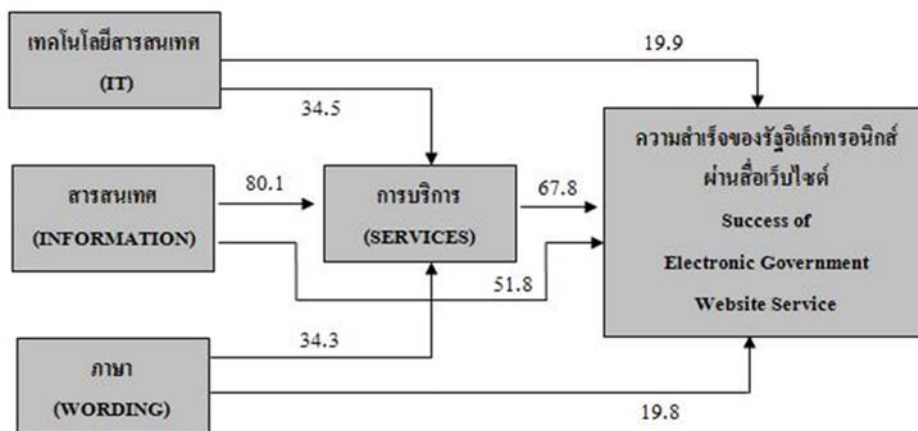 เทคโนโลยีสารสนเทศ
(IT)
19.9
34.5
ความสำเร็จของรัฐอิเล็กทรอนิกส์
ผ่านสื่อเว็บไซต์
Success of
Electronic Government
Website Service
สารสนเทศ
(INFORMATION)
80.1
การบริการ
(SERVICES)
67.8
51.8
34.3
ภาษา
(WORDING)
19.8